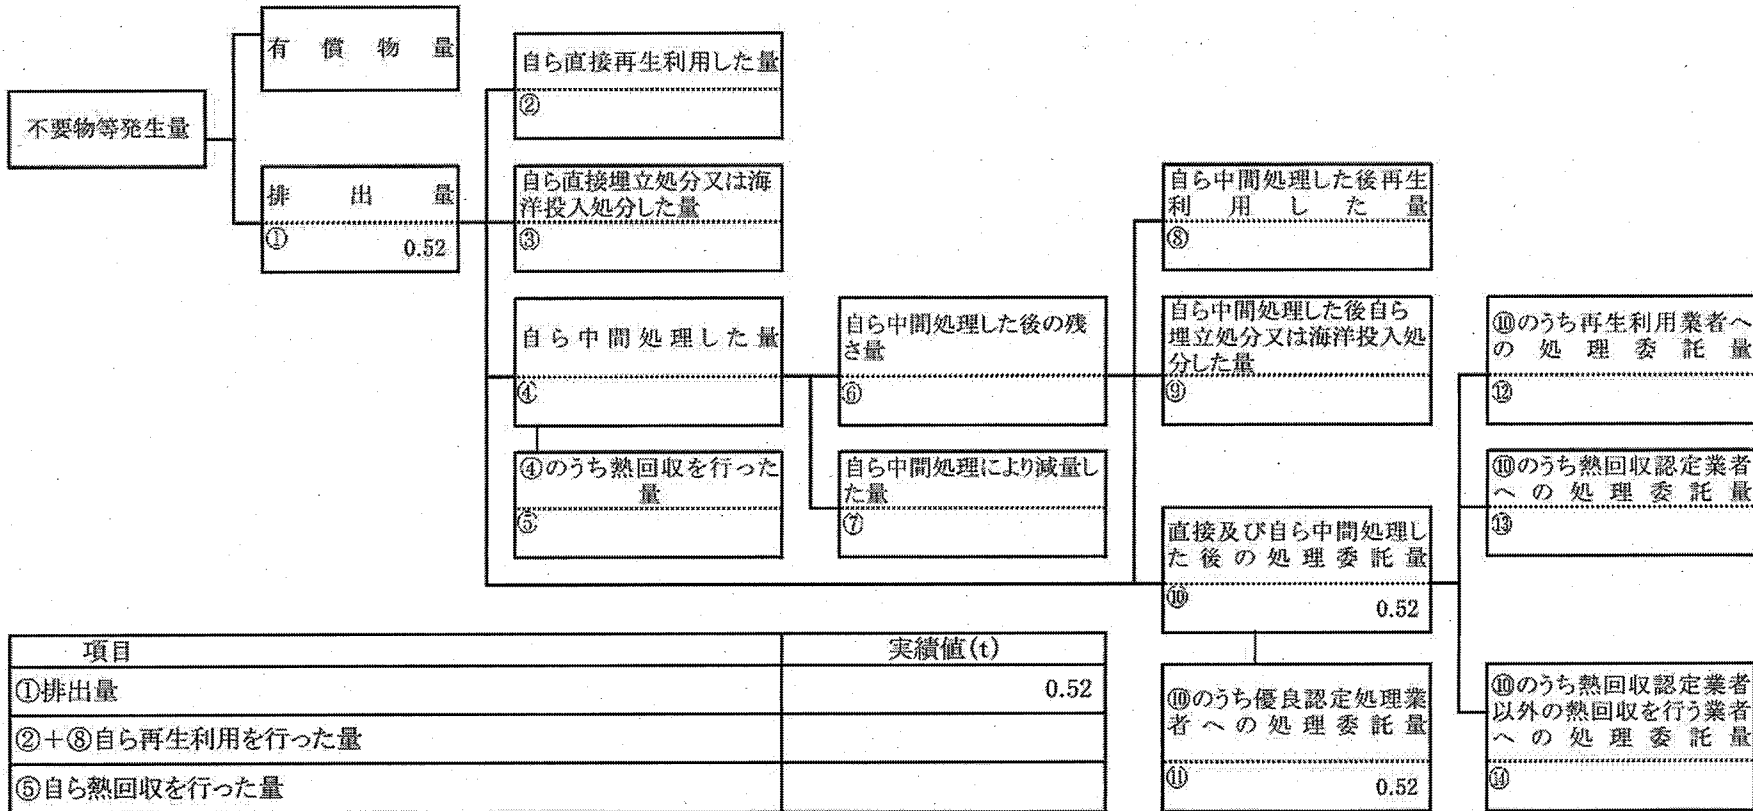 不要物等発生量
有償物量
排出量
①
0.52
自ら直接再生利用した量
②
自ら直接埋立処分又は海
洋投入処分した量
③
自ら中間処理した量
④
④のうち熱回収を行った
量
⑤
自ら中間処理した後の残
さ量
⑥
自ら中間処理により減量し
た量
⑦
自ら中間処理した後再生
利用した量
⑧
自ら中間処理した後自ら
埋立処分又は海洋投入処
分した量
⑨
直接及び自ら中間処理し
た後の処理委託量
⑩
0.52
⑩のうち優良認定処理業
者への処理委託量
⑪
0.52
⑩のうち再生利用業者へ
の処理委託量
⑫
⑩のうち熱回収認定業者
への処理委託量
⑬
⑩のうち熱回収認定業者
以外の熱回収を行う業者
への処理委託量
⑭
項目 実績値(t)
①排出量 0.52
②+⑧自ら再生利用を行った量
⑤自ら熱回収を行った量